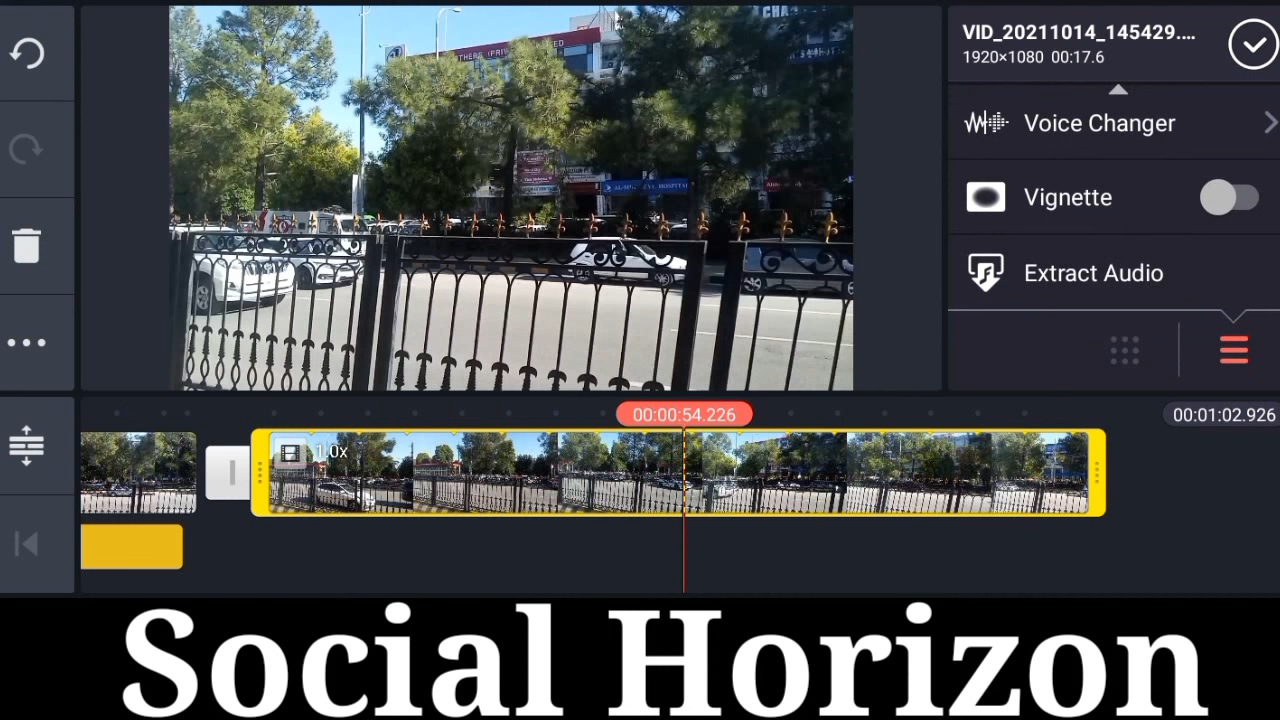 VID_20211014_145429....
1920×1080 00:17.6
Voice Changer
Vignette
Extract Audio
00:00:54.226
00:01:02.926
1.0x
Social Horizon